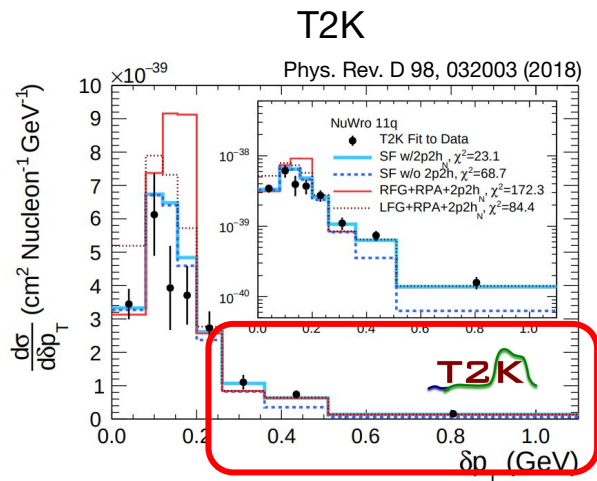 T2K
Phys. Rev. D 98, 032003 (2018)
×10⁻³⁹
dσ/dδp_T (cm² Nucleon⁻¹ GeV⁻¹)
10
9
8
7
6
5
4
3
2
1
0
NuWro 11q
T2K Fit to Data
SF w/2p2h_N, χ²=23.1
SF w/o 2p2h, χ²=68.7
RFG+RPA+2p2h_N, χ²=172.3
LFG+RPA+2p2h_N, χ²=84.4
10⁻³⁸
10⁻³⁹
10⁻⁴⁰
0.0 0.2 0.4 0.6 0.8 1.0
T2K
0.0 0.2 0.4 0.6 0.8 1.0
δp_T (GeV)